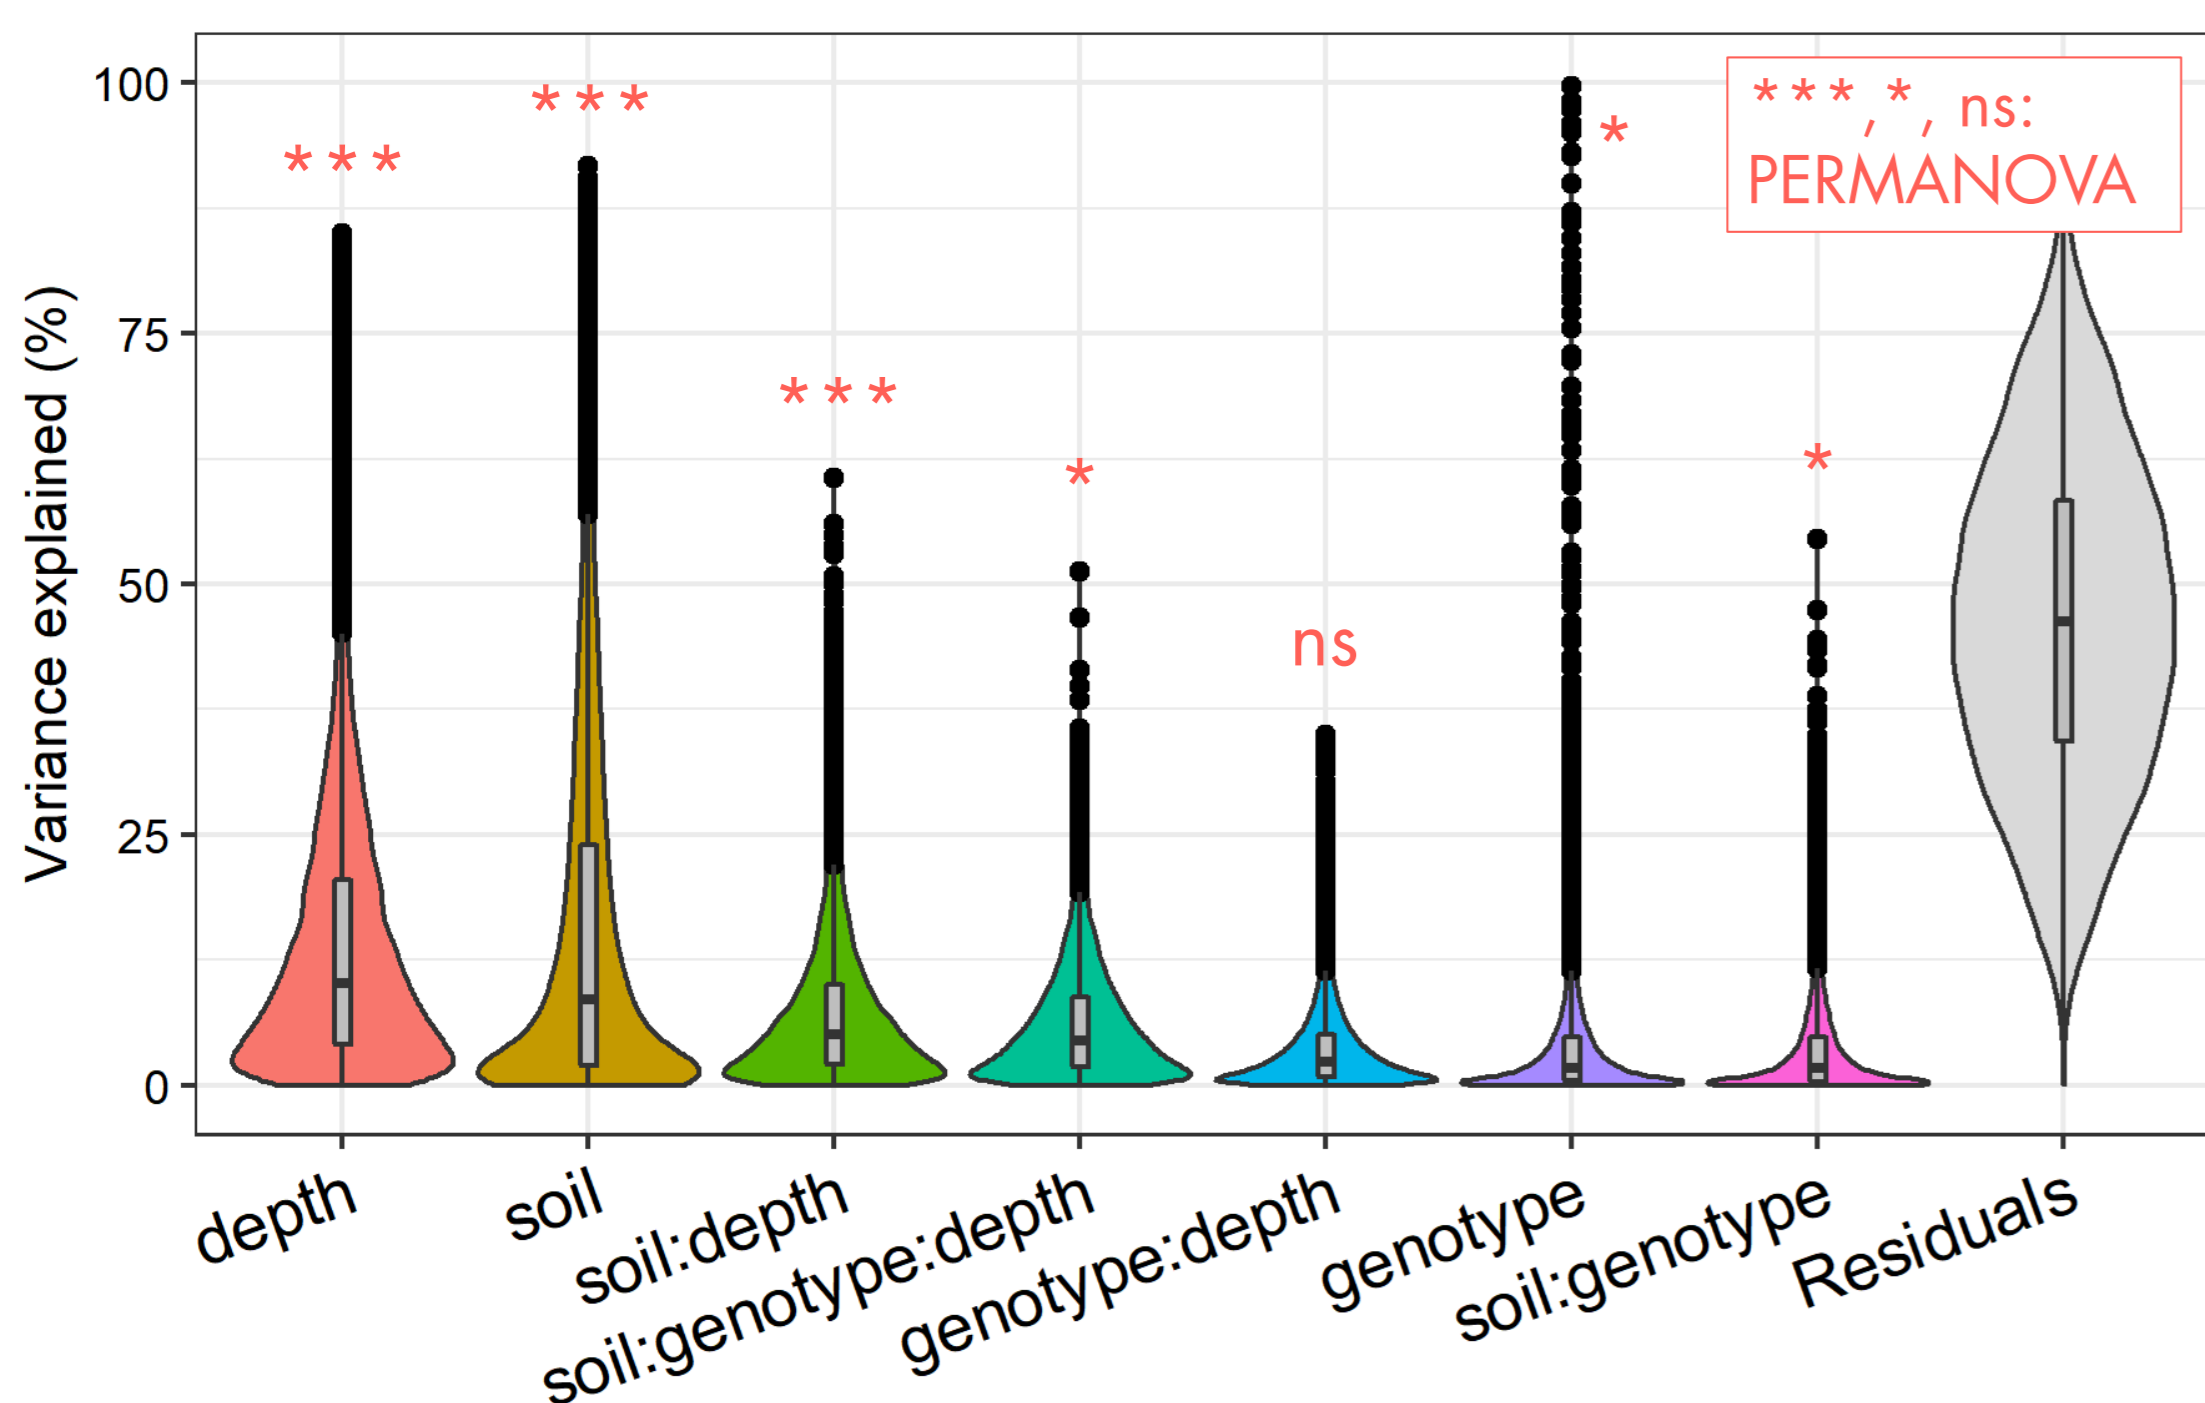 Variance explained (%)
100
75
50
25
0
***
***
***
*
ns
*
*
***,*, ns:
PERMANOVA
depth
soil
soil:depth
soil:genotype:depth
genotype:depth
genotype
soil:genotype
Residuals